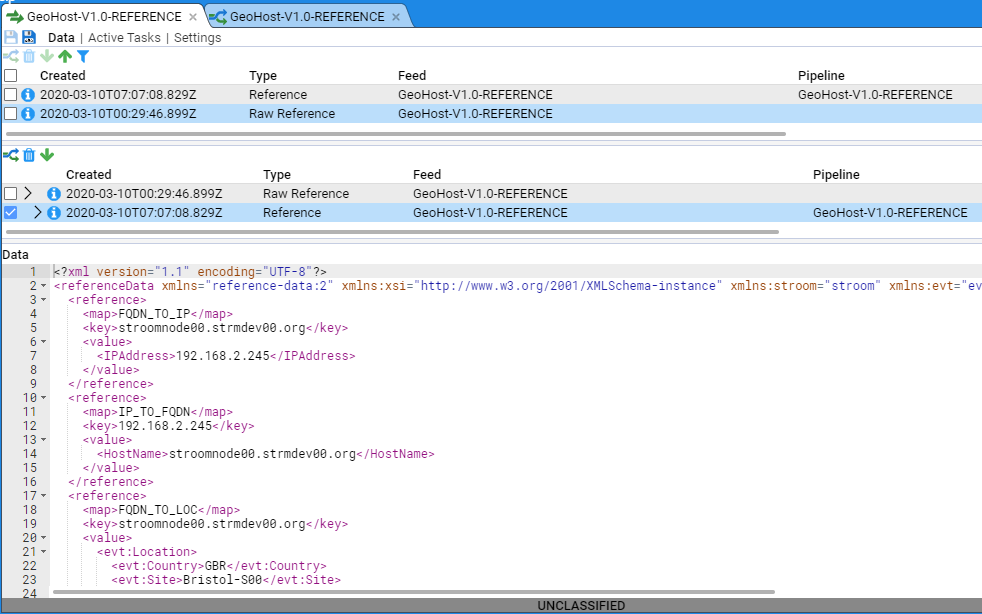 GeoHost-V1.0-REFERENCE × GeoHost-V1.0-REFERENCE ×
Data | Active Tasks | Settings
Created Type Feed Pipeline
2020-03-10T07:07:08.829Z Reference GeoHost-V1.0-REFERENCE GeoHost-V1.0-REFERENCE
2020-03-10T00:29:46.899Z Raw Reference GeoHost-V1.0-REFERENCE
Created Type Feed Pipeline
2020-03-10T00:29:46.899Z Raw Reference GeoHost-V1.0-REFERENCE
2020-03-10T07:07:08.829Z Reference GeoHost-V1.0-REFERENCE GeoHost-V1.0-REFERENCE
Data
1 <?xml version="1.1" encoding="UTF-8"?>
2 <referenceData xmlns="reference-data:2" xmlns:xsi="http://www.w3.org/2001/XMLSchema-instance" xmlns:stroom="stroom" xmlns:evt="ev
3 <reference>
4 <map>FQDN_TO_IP</map>
5 <key>stroomnode00.strmdev00.org</key>
6 <value>
7 <IPAddress>192.168.2.245</IPAddress>
8 </value>
9 </reference>
10 <reference>
11 <map>IP_TO_FQDN</map>
12 <key>192.168.2.245</key>
13 <value>
14 <HostName>stroomnode00.strmdev00.org</HostName>
15 </value>
16 </reference>
17 <reference>
18 <map>FQDN_TO_LOC</map>
19 <key>stroomnode00.strmdev00.org</key>
20 <value>
21 <evt:Location>
22 <evt:Country>GBR</evt:Country>
23 <evt:Site>Bristol-S00</evt:Site>
24
UNCLASSIFIED